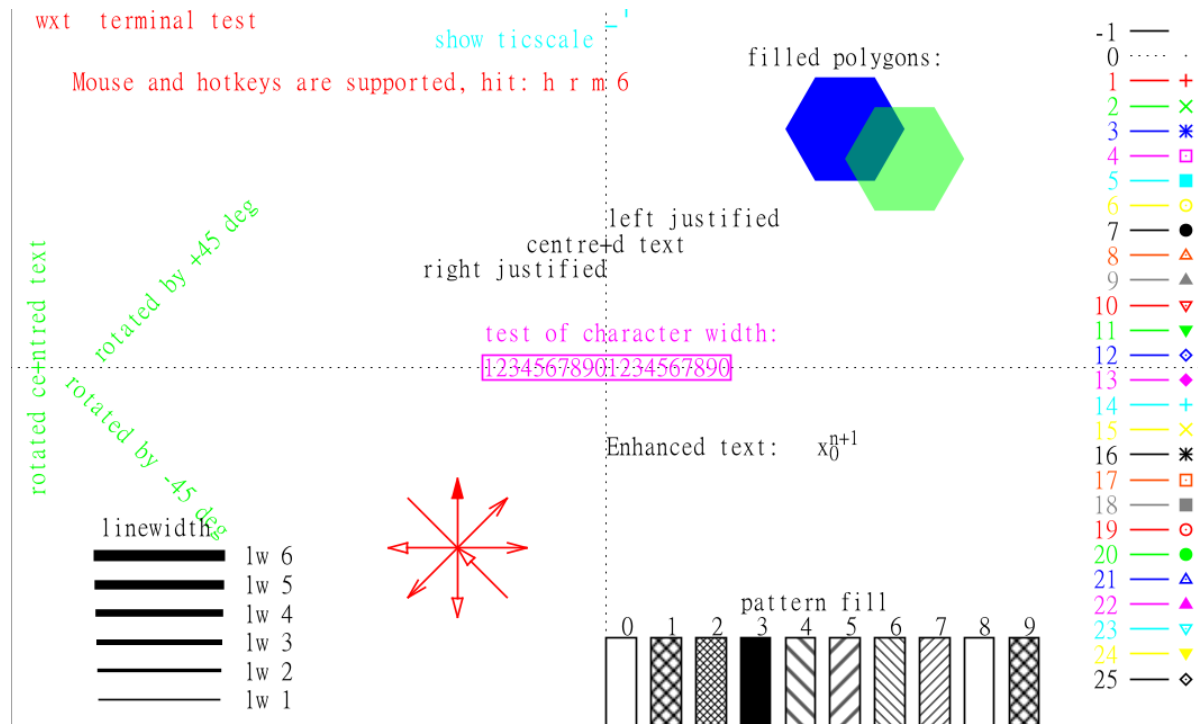 wxt  terminal test
show ticscale
Mouse and hotkeys are supported, hit: h r m 6
filled polygons:
left justified
centre+d text
right justified
rotated ce+ntred text
rotated by +45 deg
rotated by -45 deg
test of character width:
12345678901234567890
Enhanced text:   x₀ⁿ⁺¹
linewidth
lw 6
lw 5
lw 4
lw 3
lw 2
lw 1
pattern fill
0 1 2 3 4 5 6 7 8 9
-1
0
1
2
3
4
5
6
7
8
9
10
11
12
13
14
15
16
17
18
19
20
21
22
23
24
25